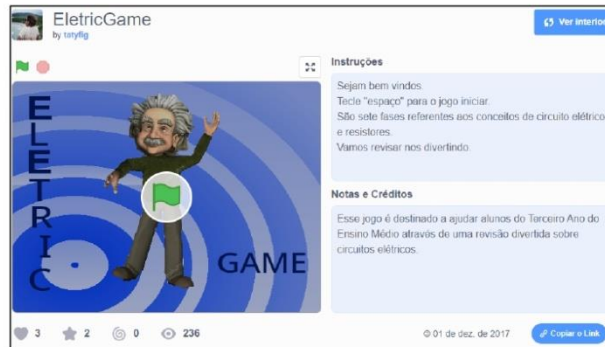 EletricGame
by tatyfig
Ver Interior
ELETRIC
GAME
Instruções
Sejam bem vindos.
Tecle "espaço" para o jogo iniciar.
São sete fases referentes aos conceitos de circuito elétrico
e resistores.
Vamos revisar nos divertindo.
Notas e Créditos
Esse jogo é destinado a ajudar alunos do Terceiro Ano do
Ensino Médio através de uma revisão divertida sobre
circuitos elétricos.
3 2 0 236
© 01 de dez. de 2017
Copiar o Link